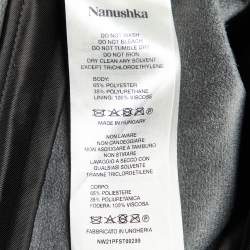 Nanushka
DO NOT WASH
DO NOT BLEACH
DO NOT TUMBLE DRY
DO NOT IRON
DRY CLEAN ANY SOLVENT
EXCEPT TRICHLOROETHYLENE
BODY:
65% POLYESTER
35% POLYURETHANE
LINING: 100% VISCOSE
MADE IN HUNGARY
NON LAVARE
NON CANDEGGIARE
NON ASCIUGARE A TAMBURO
NON STIRARE
LAVAGGIO A SECCO CON
QUALSIASI SOLVENTE
TRANNE TRICLOROETILENE
CORPO:
65% POLIESTERE
35% POLIURETANICA
FODERA: 100% VISCOSA
FABBRICATO IN UNGHERIA